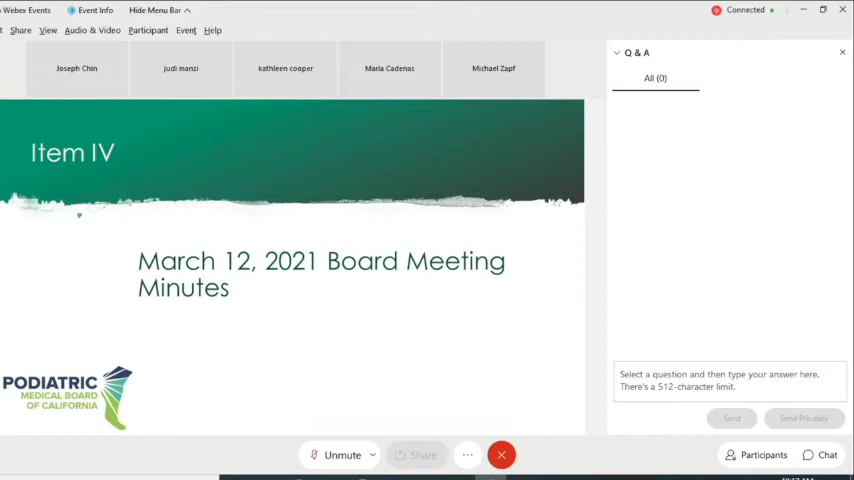 Webex Events Event Info Hide Menu Bar Connected
Share View Audio & Video Participant Event Help
Joseph Chin judi manzi kathleen cooper Maria Cadenas Michael Zapf
Q & A
All (0)
Item IV
March 12, 2021 Board Meeting
Minutes
PODIATRIC
MEDICAL BOARD
OF CALIFORNIA
Select a question and then type your answer here.
There's a 512-character limit.
Send Send Privately
Unmute Share Participants Chat